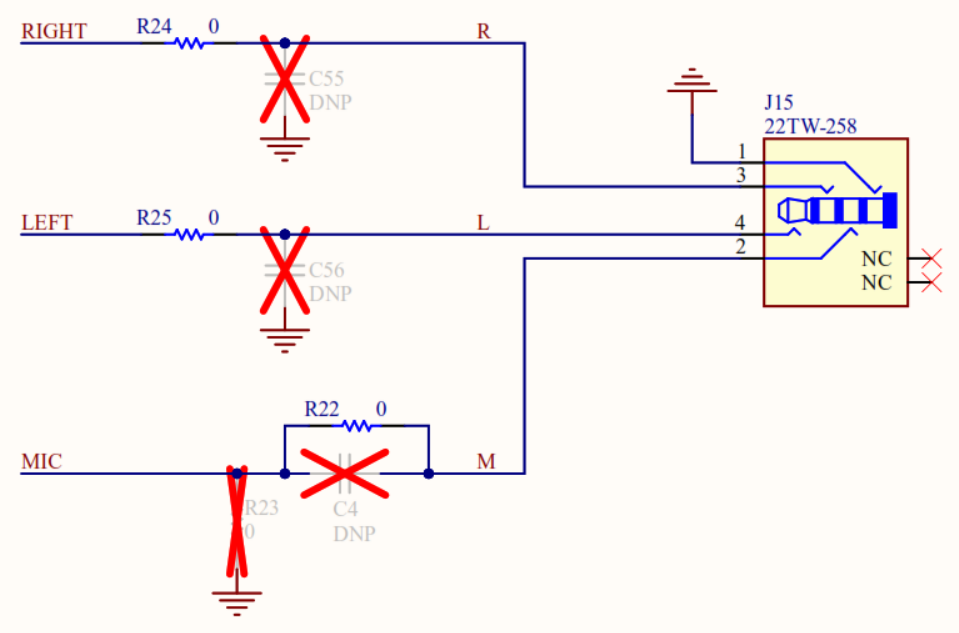 RIGHT R24 0 R
C55
DNP
J15
22TW-258
1
3
LEFT R25 0 L 4
2
C56
DNP
NC
NC
R22 0
MIC M
R23
0
C4
DNP